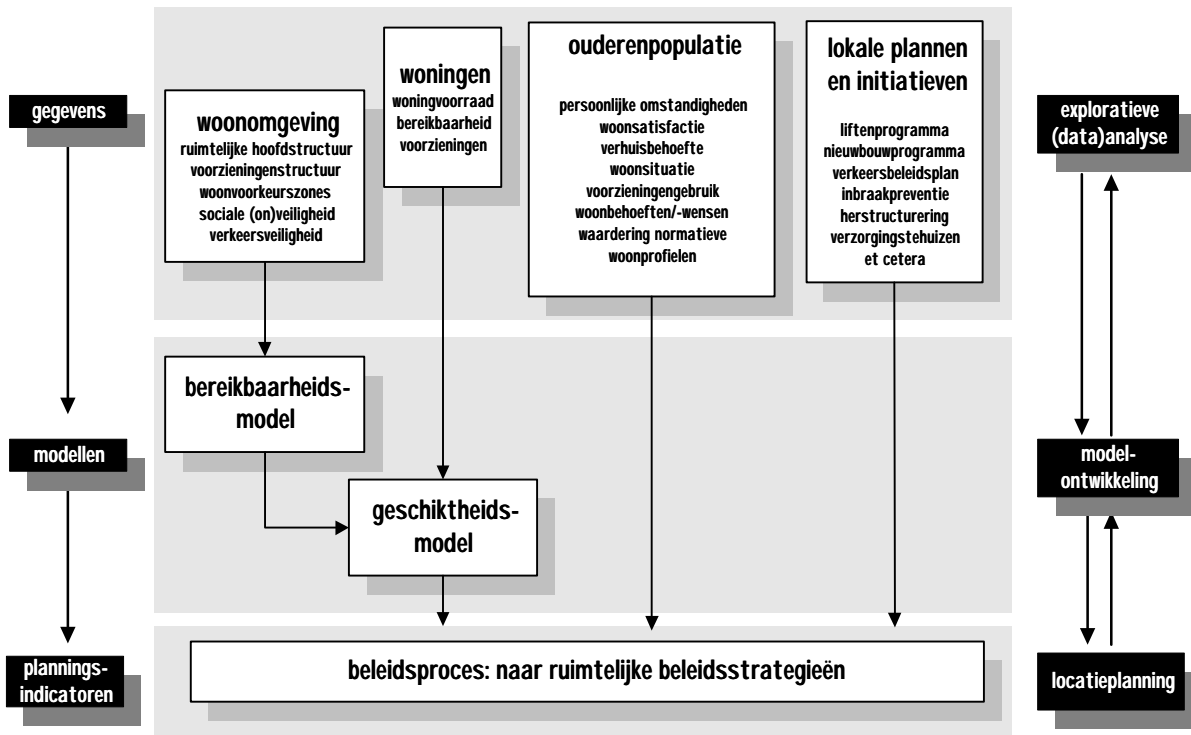 gegevens
woonomgeving
ruimtelijke hoofdstructuur
voorzieningenstructuur
woonvoorkeurszones
sociale (on)veiligheid
verkeersveiligheid
woningen
woningvoorraad
bereikbaarheid
voorzieningen
ouderenpopulatie
persoonlijke omstandigheden
woonsatisfactie
verhuisbehoefte
woonsituatie
voorzieningengebruik
woonbehoeften/-wensen
waardering normatieve
woonprofielen
lokale plannen
en initiatieven
liftenprogramma
nieuwbouwprogramma
verkeersbeleidsplan
inbraakpreventie
herstructurering
verzorgingstehuizen
et cetera
exploratieve
(data)analyse
modellen
bereikbaarheids-
model
geschiktheids-
model
model-
ontwikkeling
plannings-
indicatoren
beleidsproces: naar ruimtelijke beleidsstrategieën
locatieplanning